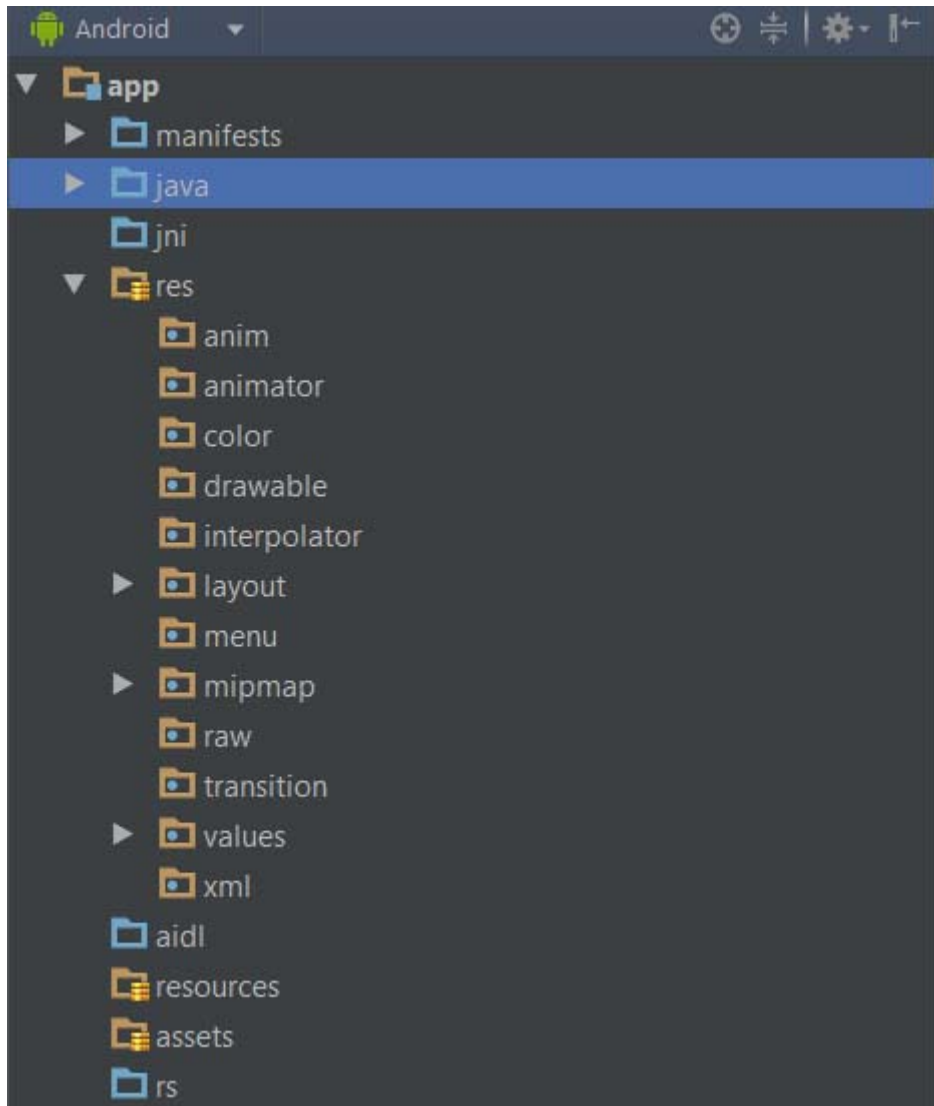 Android
app
manifests
java
jni
res
anim
animator
color
drawable
interpolator
layout
menu
mipmap
raw
transition
values
xml
aidl
resources
assets
rs